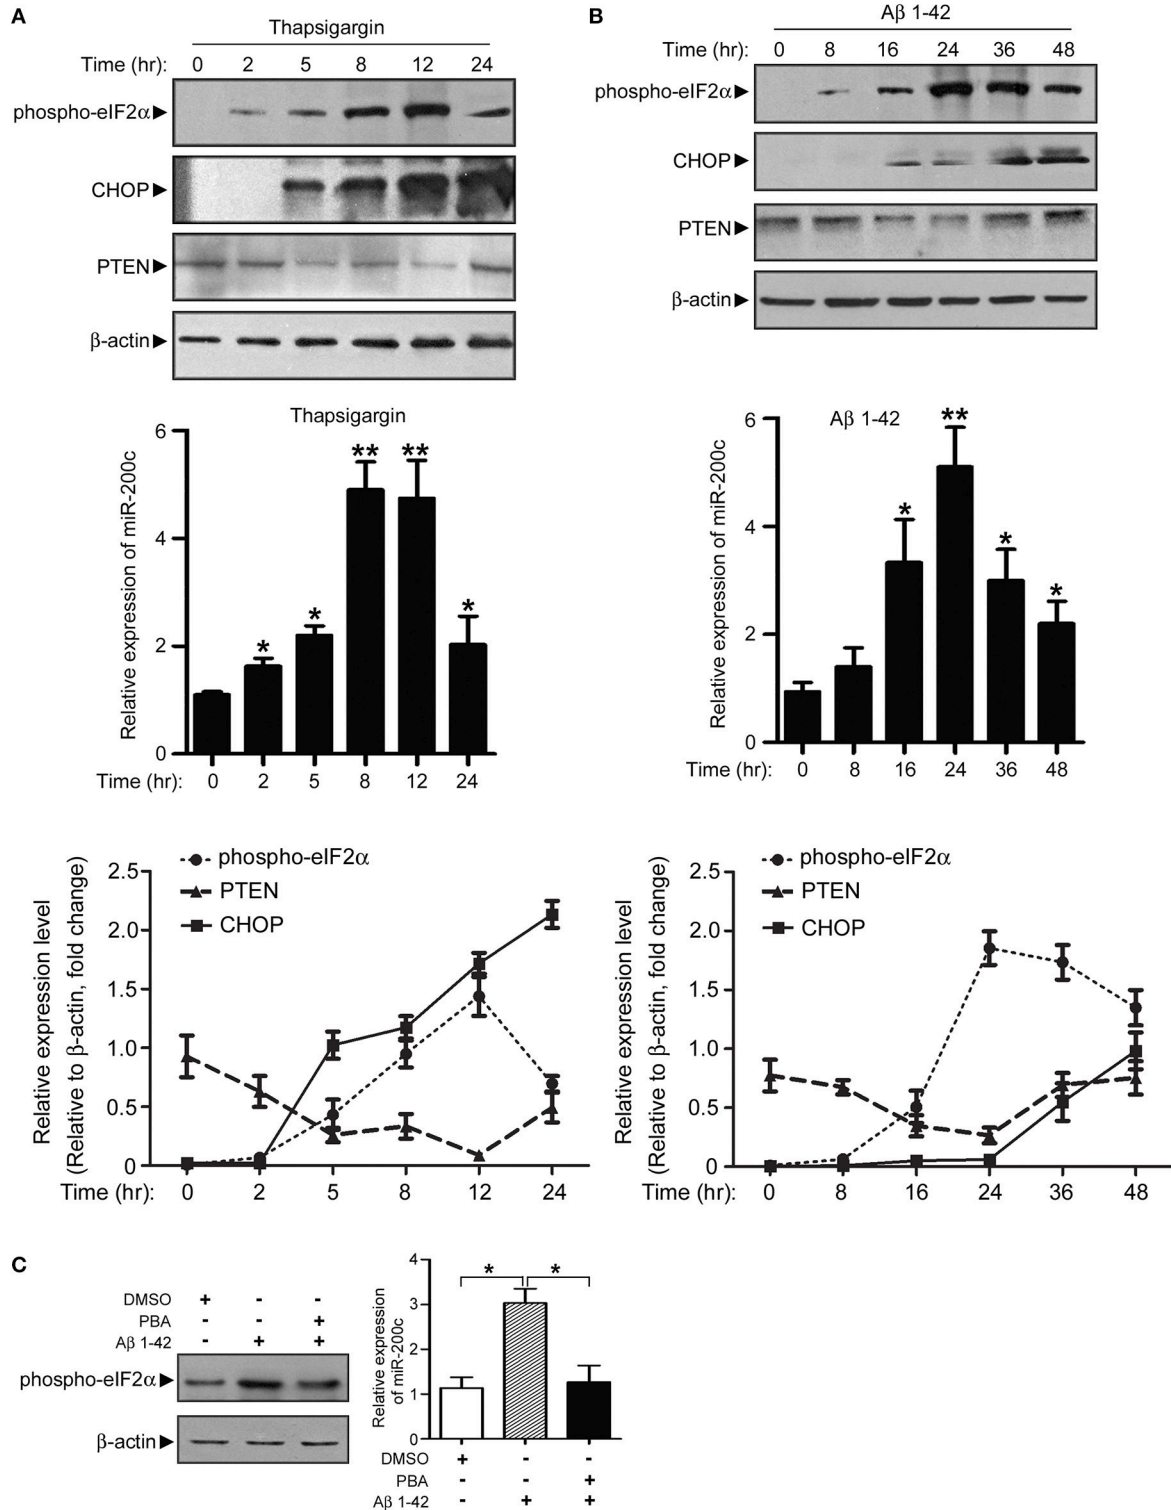 A
Thapsigargin
Time (hr): 0 2 5 8 12 24
phospho-eIF2α
CHOP
PTEN
β-actin
Thapsigargin
Relative expression of miR-200c
6
4
2
0
** **
* * *
Time (hr): 0 2 5 8 12 24
phospho-eIF2α
PTEN
CHOP
Relative expression level
(Relative to β-actin, fold change)
2.5
2.0
1.5
1.0
0.5
0
Time (hr): 0 2 5 8 12 24
B
Aβ 1-42
Time (hr): 0 8 16 24 36 48
phospho-eIF2α
CHOP
PTEN
β-actin
Aβ 1-42
Relative expression of miR-200c
6
4
2
0
* ** * *
Time (hr): 0 8 16 24 36 48
phospho-eIF2α
PTEN
CHOP
Relative expression level
(Relative to β-actin, fold change)
2.5
2.0
1.5
1.0
0.5
0
Time (hr): 0 8 16 24 36 48
C
DMSO + - -
PBA - - +
Aβ 1-42 - + +
phospho-eIF2α
β-actin
Relative expression
of miR-200c
4
3
2
1
0
* *
DMSO + - -
PBA - - +
Aβ 1-42 - + +